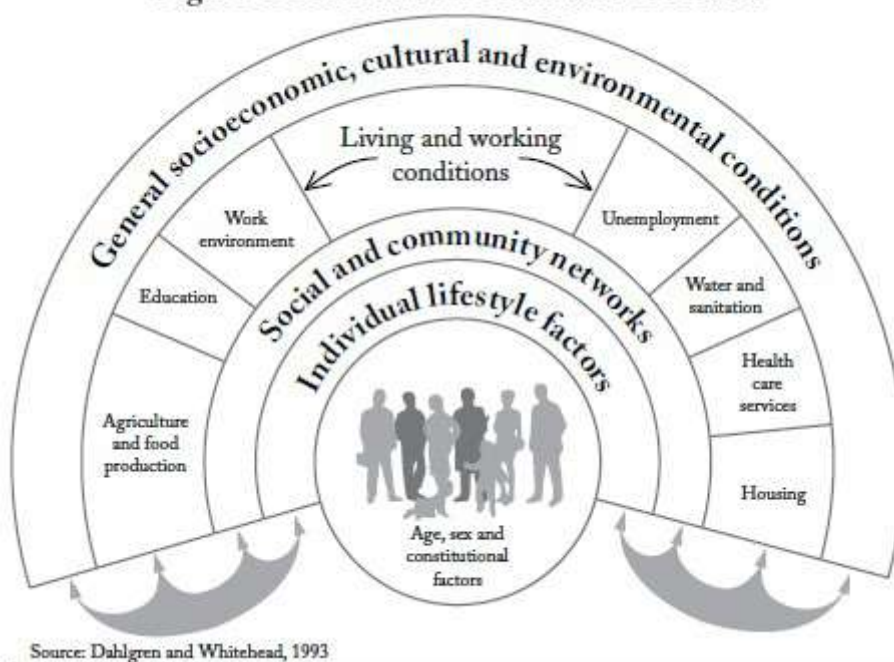 General socioeconomic, cultural and environmental conditions
Living and working
conditions
Work
environment
Unemployment
Education
Water and
sanitation
Agriculture
and food
production
Health
care
services
Housing
Social and community networks
Individual lifestyle factors
Age, sex and
constitutional
factors
Source: Dahlgren and Whitehead, 1993